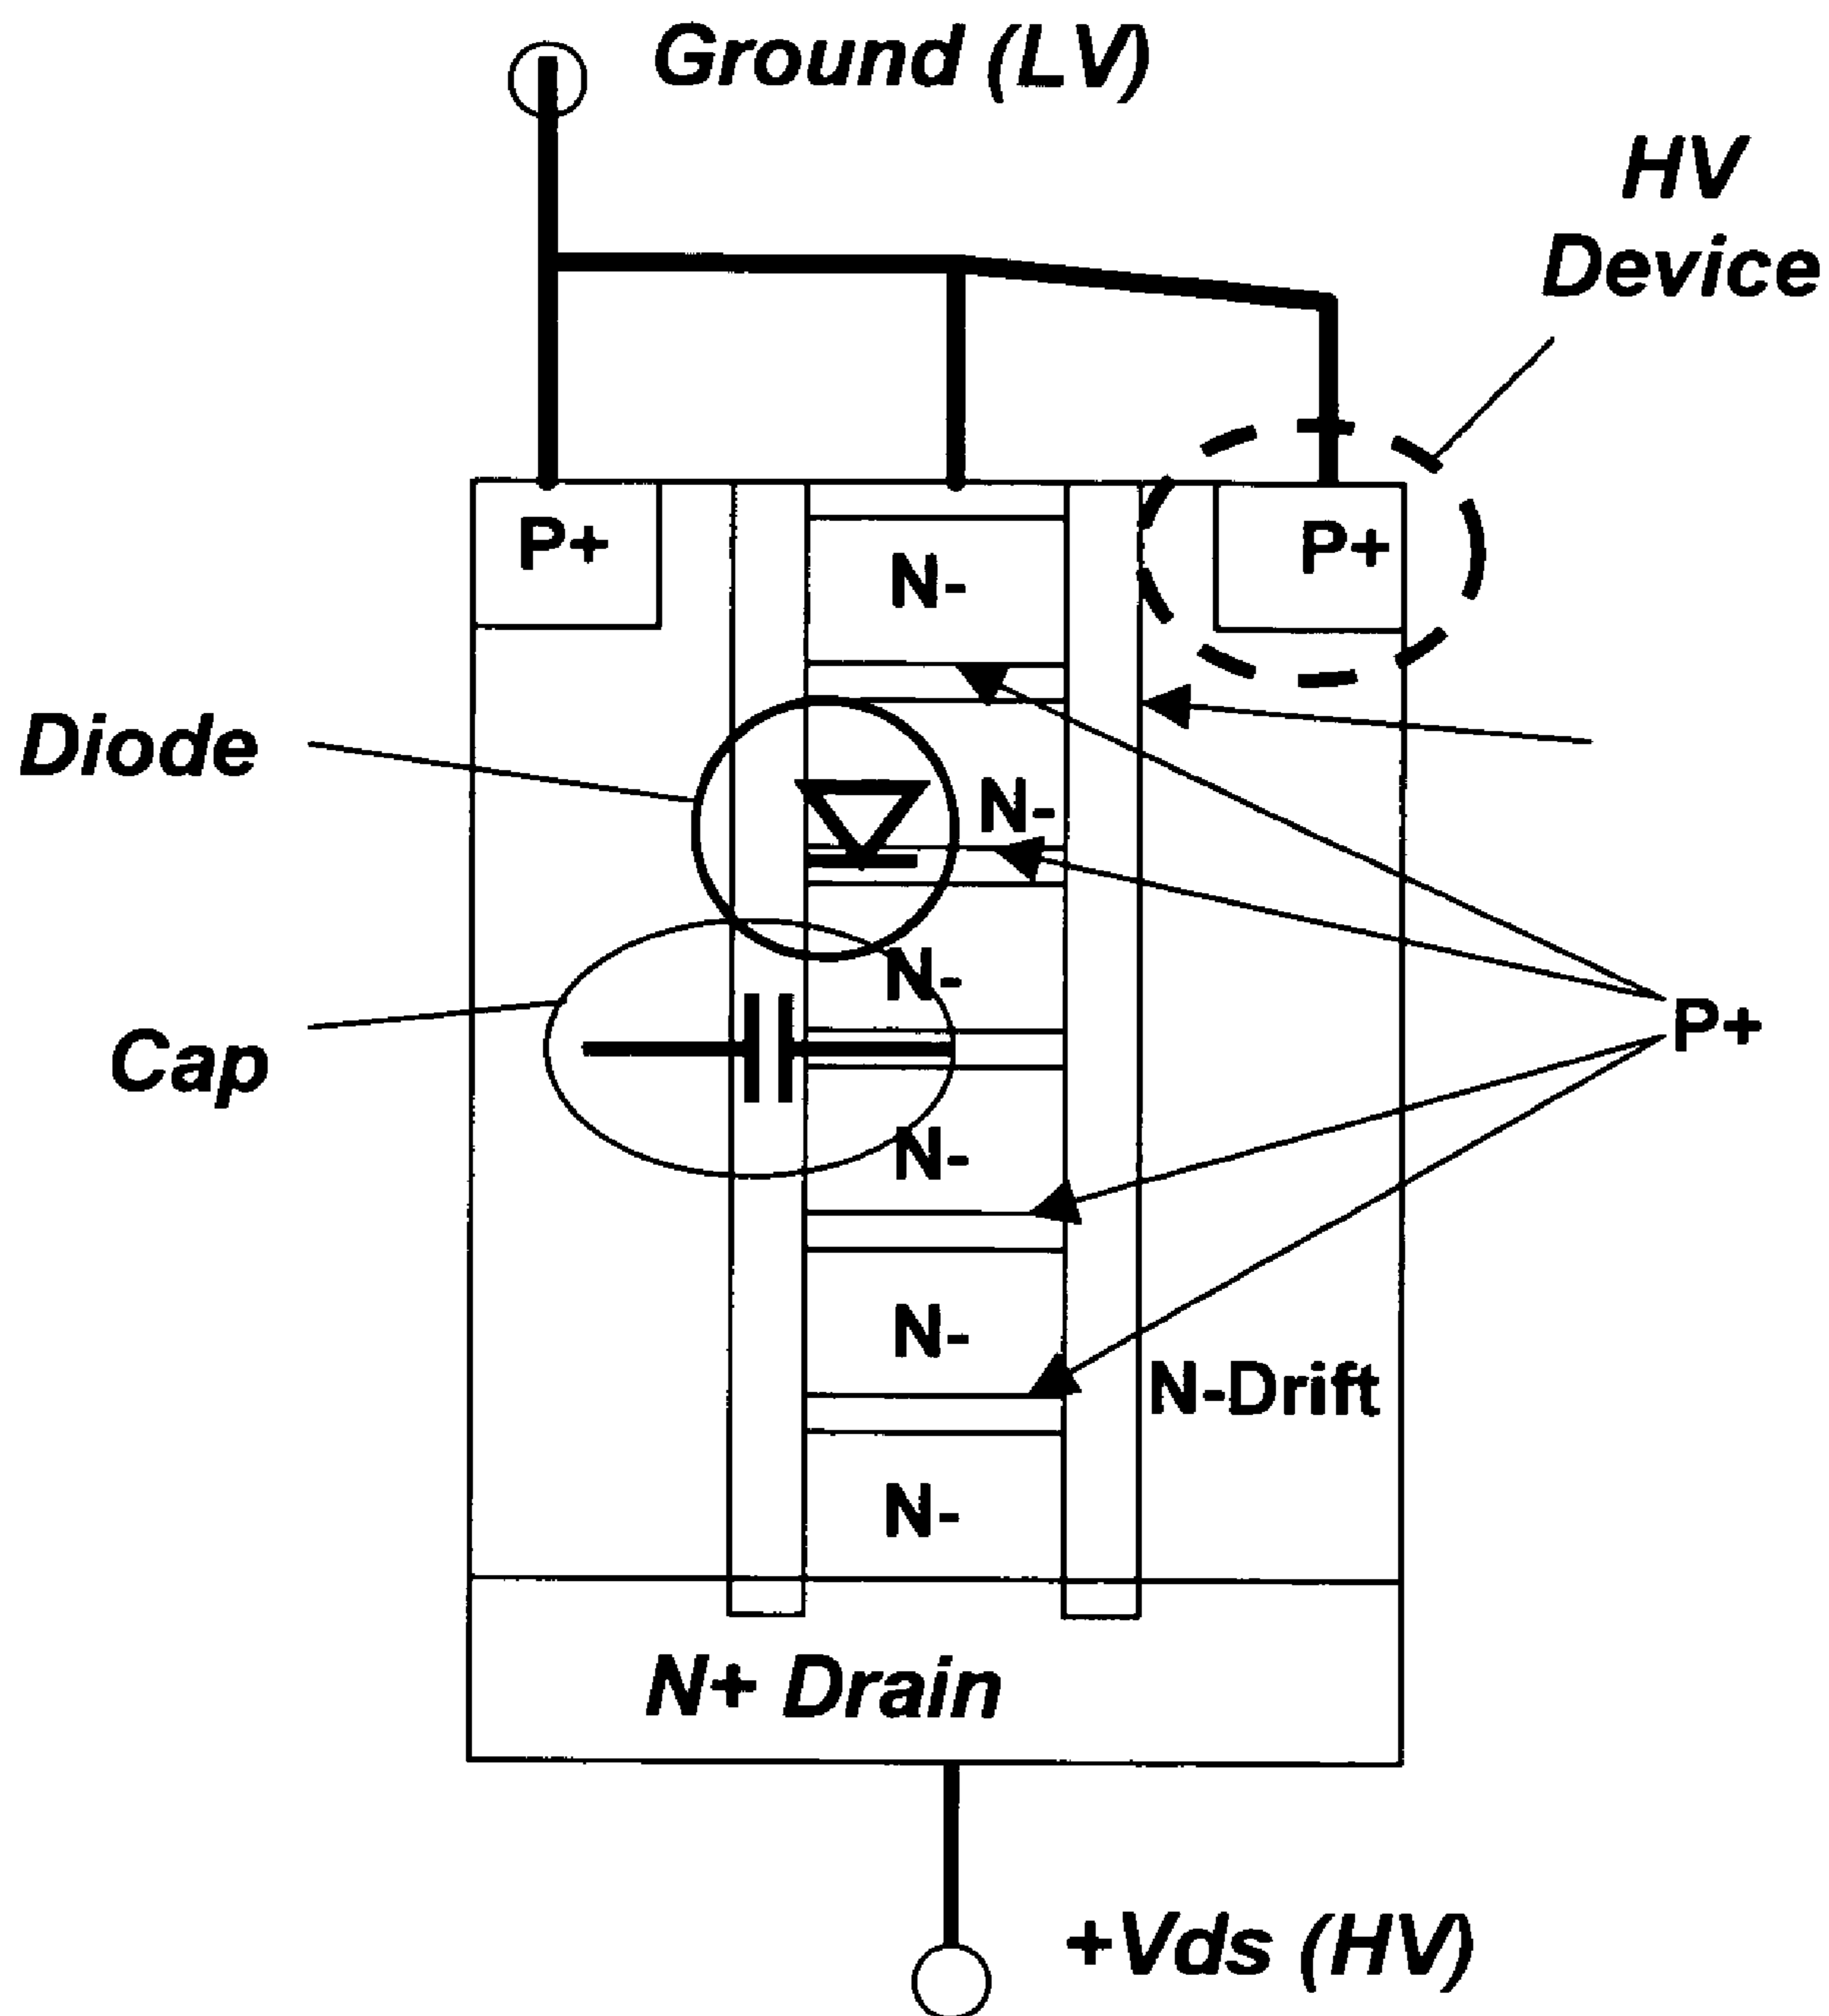 Ground (LV)
HV
Device
P+
N-
P+
Diode
N-
N-
Cap
P+
N-
N-
N-Drift
N-
N+ Drain
+Vds (HV)